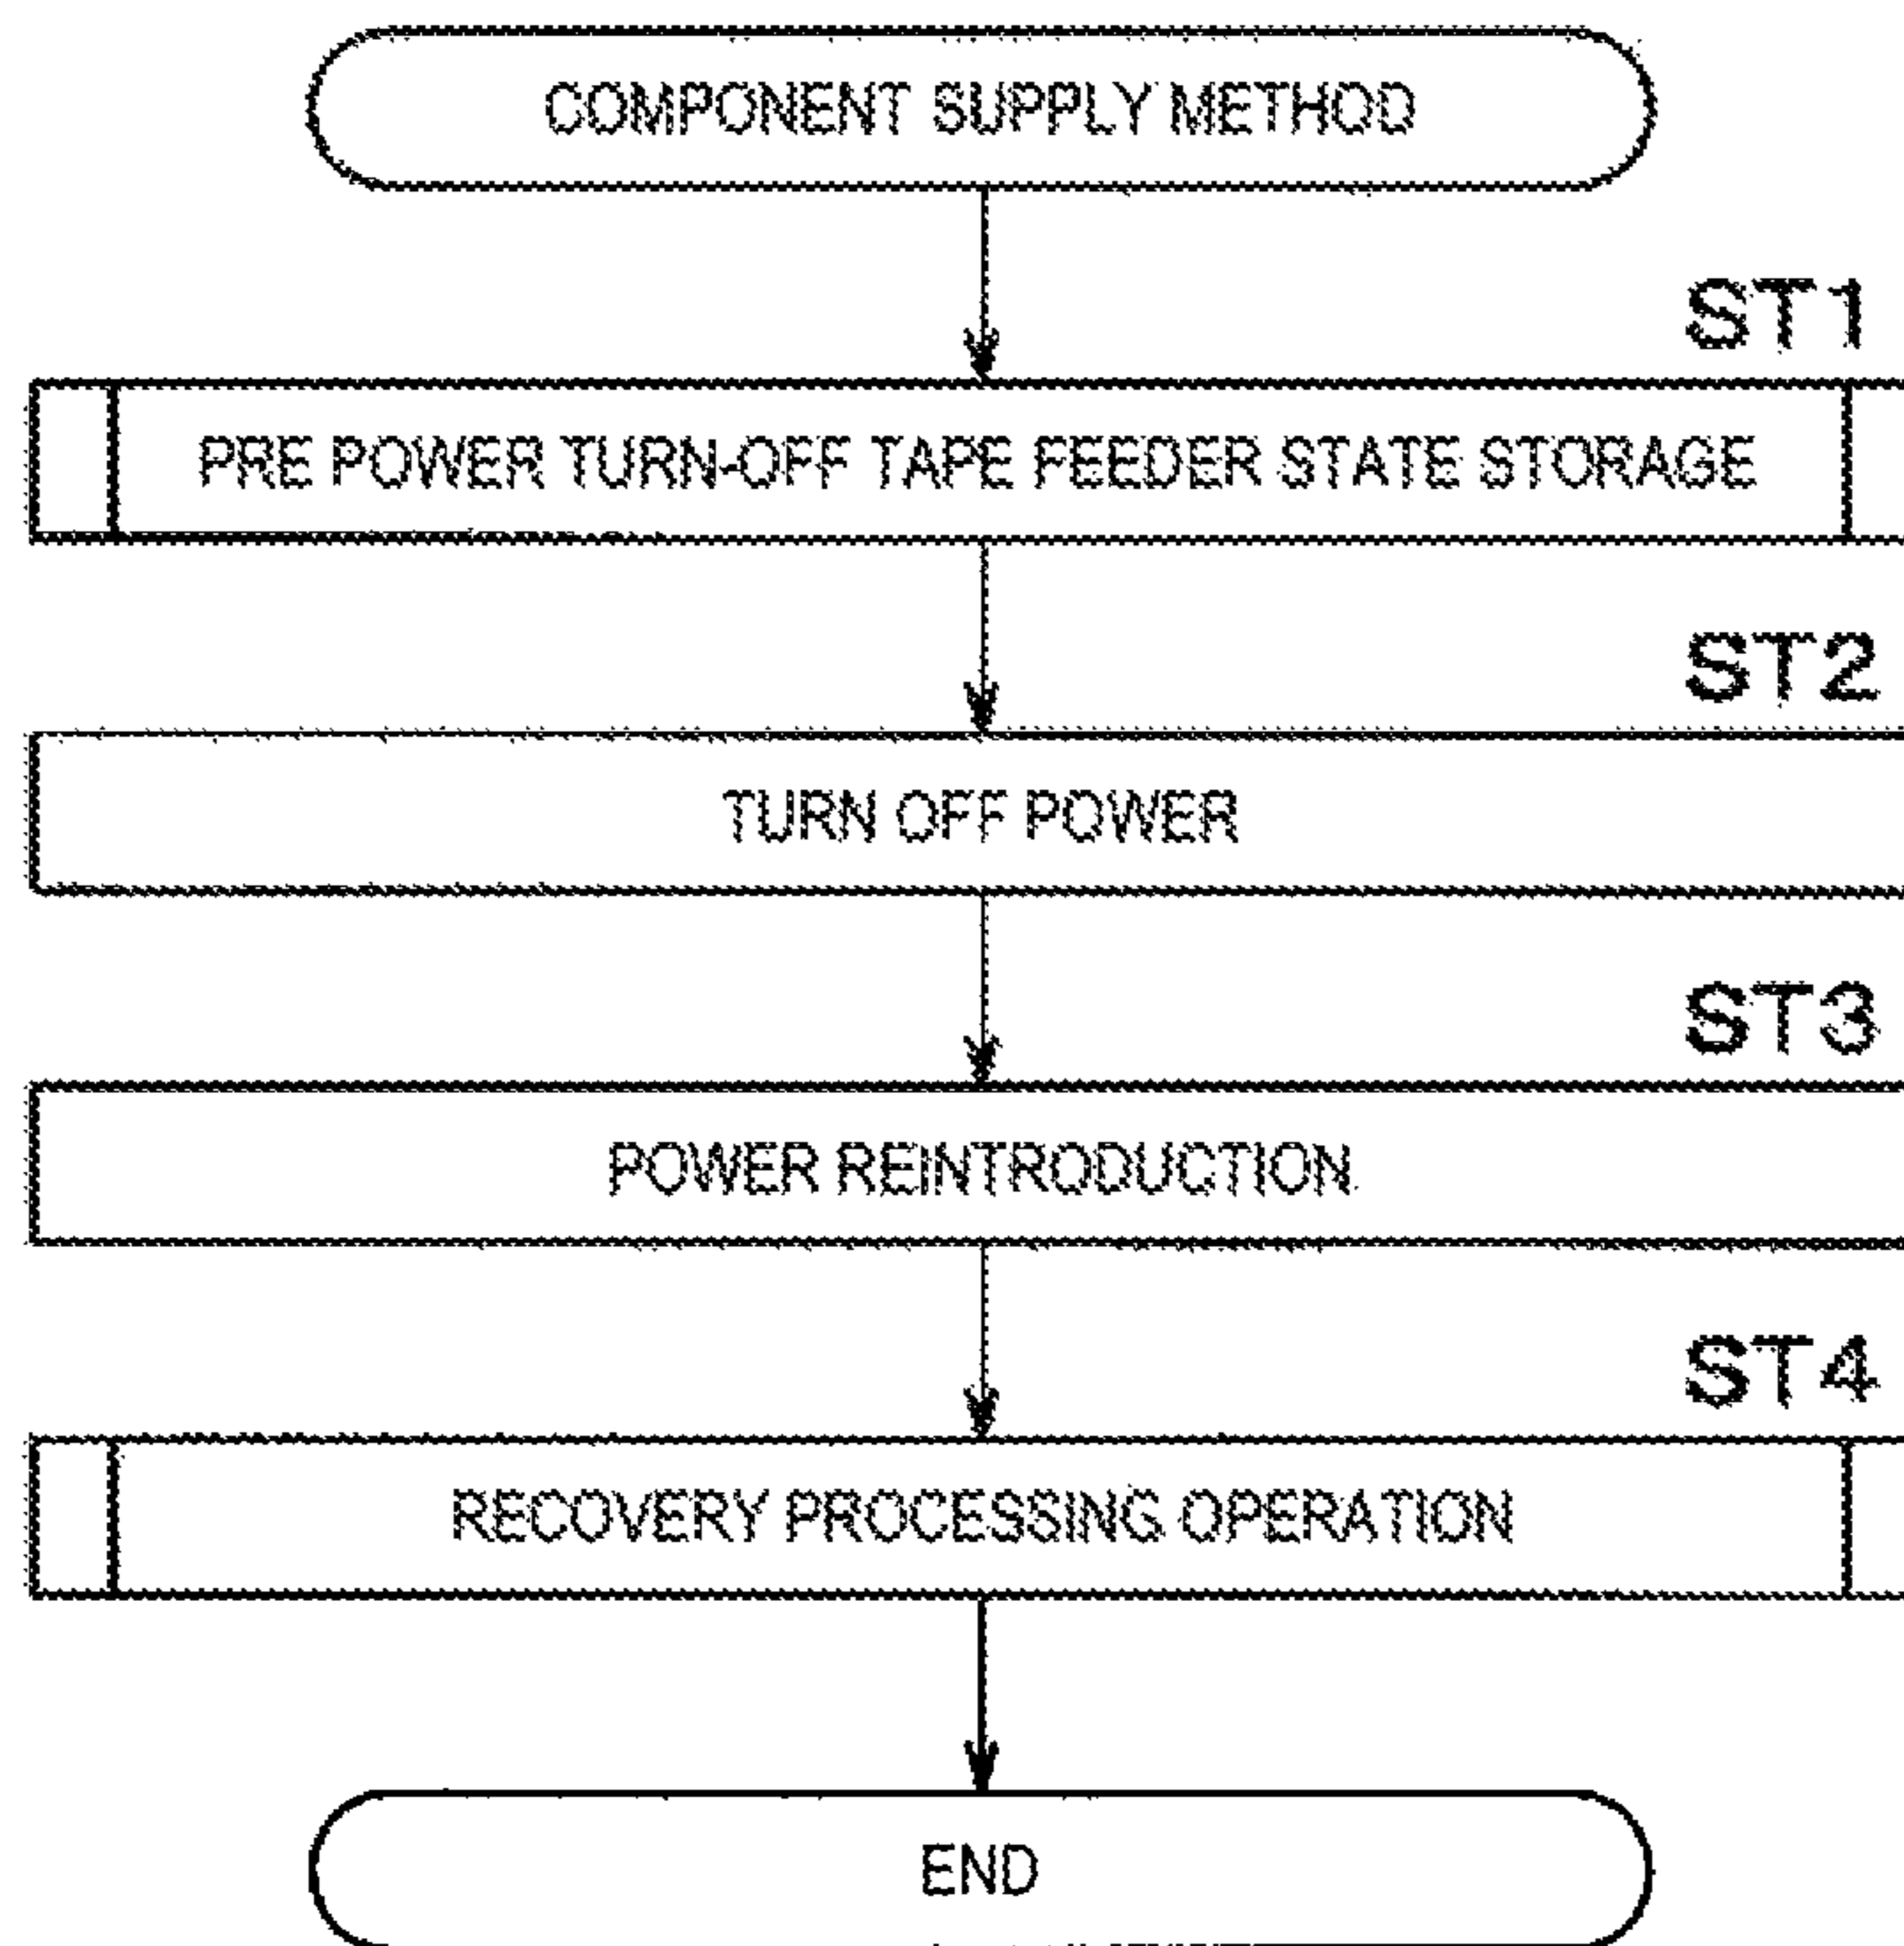 COMPONENT SUPPLY METHOD
ST1
PRE POWER TURN-OFF TAPE FEEDER STATE STORAGE
ST2
TURN OFF POWER
ST3
POWER REINTRODUCTION
ST4
RECOVERY PROCESSING OPERATION
END